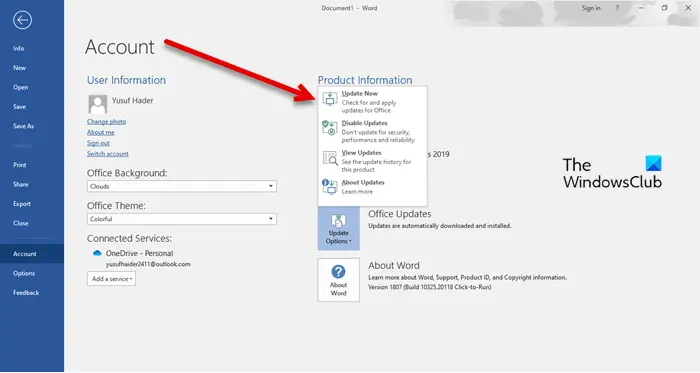 Document1 - Word
Sign in
Info
New
Open
Save
Save As
Print
Share
Export
Close
Account
Options
Feedback
Account
User Information
Yusuf Hader
Change photo
About me
Sign out
Switch account
Office Background:
Clouds
Office Theme:
Colorful
Connected Services:
OneDrive - Personal
yusufhaider2411@outlook.com
Add a service
Product Information
Update Now
Check for and apply
updates for Office
Disable Updates
Don't update for security,
performance and reliability
View Updates
See the update history for
this product
About Updates
Learn more
2019
Update
Options
Office Updates
Updates are automatically downloaded and installed.
About
Word
About Word
Learn more about Word, Support, Product ID, and Copyright information.
Version 1807 (Build 10325.20118 Click-to-Run)
The
WindowsClub